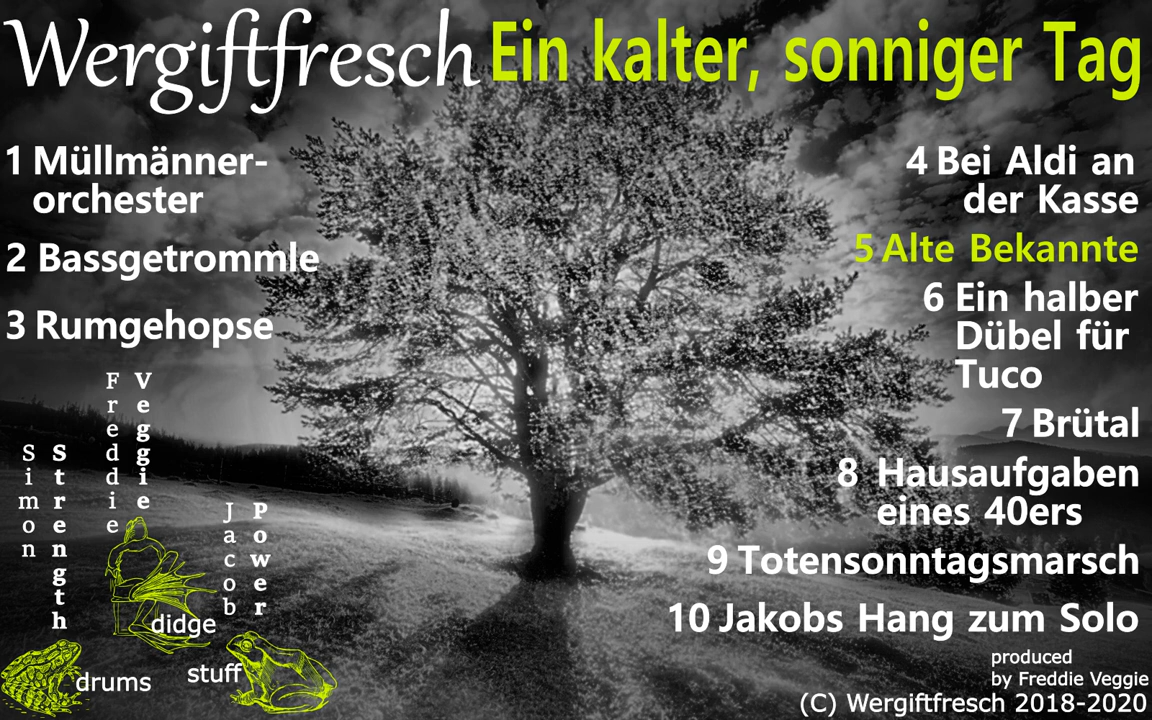 Wergiftfresch Ein kalter, sonniger Tag
1 Müllmänner-
orchester
2 Bassgetrommle
3 Rumgehopse
4 Bei Aldi an
der Kasse
5 Alte Bekannte
6 Ein halber
Dübel für
Tuco
7 Brütal
8 Hausaufgaben
eines 40ers
9 Totensonntagsmarsch
10 Jakobs Hang zum Solo
Simon
Strength
drums
Freddie
Veggie
didge
Jacob
Power
stuff
produced
by Freddie Veggie
(C) Wergiftfresch 2018-2020